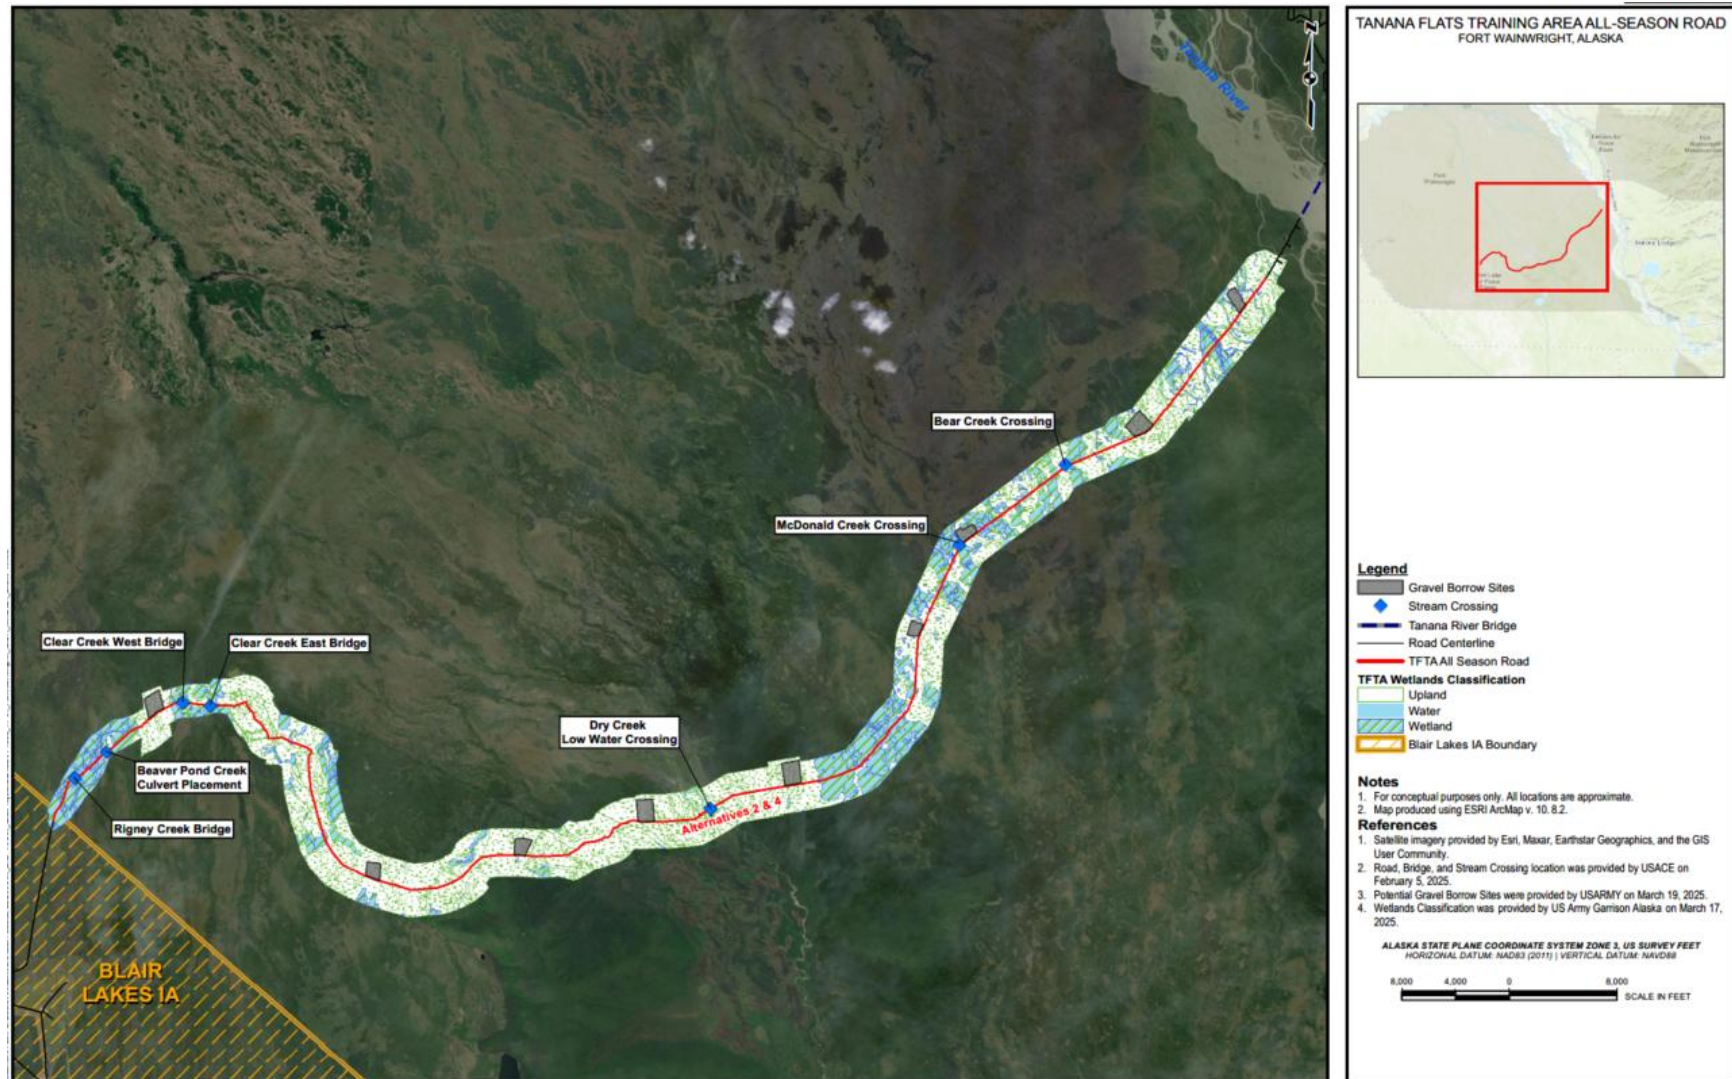 TANANA FLATS TRAINING AREA ALL-SEASON ROAD
FORT WAINWRIGHT, ALASKA
Tanana River
Bear Creek Crossing
McDonald Creek Crossing
Clear Creek West Bridge
Clear Creek East Bridge
Dry Creek
Low Water Crossing
Beaver Pond Creek
Culvert Placement
Rigney Creek Bridge
Alternatives 2 & 4
BLAIR
LAKES IA
Legend
Gravel Borrow Sites
Stream Crossing
Tanana River Bridge
Road Centerline
TFTA All Season Road
TFTA Wetlands Classification
Upland
Water
Wetland
Blair Lakes IA Boundary
Notes
1. For conceptual purposes only. All locations are approximate.
2. Map produced using ESRI ArcMap v. 10. 8.2.
References
1. Satellite imagery provided by Esri, Maxar, Earthstar Geographics, and the GIS
User Community.
2. Road, Bridge, and Stream Crossing location was provided by USACE on
February 5, 2025.
3. Potential Gravel Borrow Sites were provided by USARMY on March 19, 2025.
4. Wetlands Classification was provided by US Army Garrison Alaska on March 17,
2025.
ALASKA STATE PLANE COORDINATE SYSTEM ZONE 3, US SURVEY FEET
HORIZONAL DATUM: NAD83 (2011) | VERTICAL DATUM: NAVD88
8,000 4,000 0 8,000
SCALE IN FEET